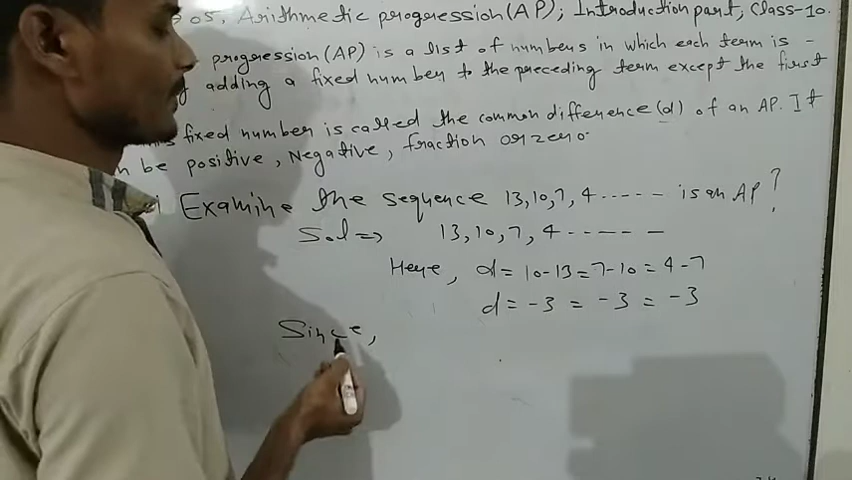 05, Arithmetic progression (AP); Introduction part, Class-10.
progression (AP) is a list of numbers in which each term is -
adding a fixed number to the preceding term except the first
fixed number is called the common difference (d) of an AP. It
be positive, Negative, fraction or zero.
Examine the sequence 13, 10, 7, 4 ----- is an AP?
Sol => 13, 10, 7, 4 ------
Here, d = 10-13 = 7-10 = 4-7
d = -3 = -3 = -3
Since,